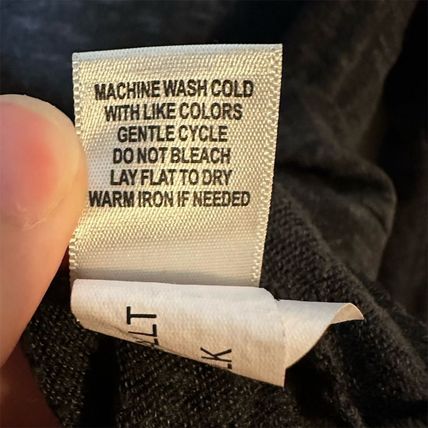 MACHINE WASH COLD
WITH LIKE COLORS
GENTLE CYCLE
DO NOT BLEACH
LAY FLAT TO DRY
WARM IRON IF NEEDED